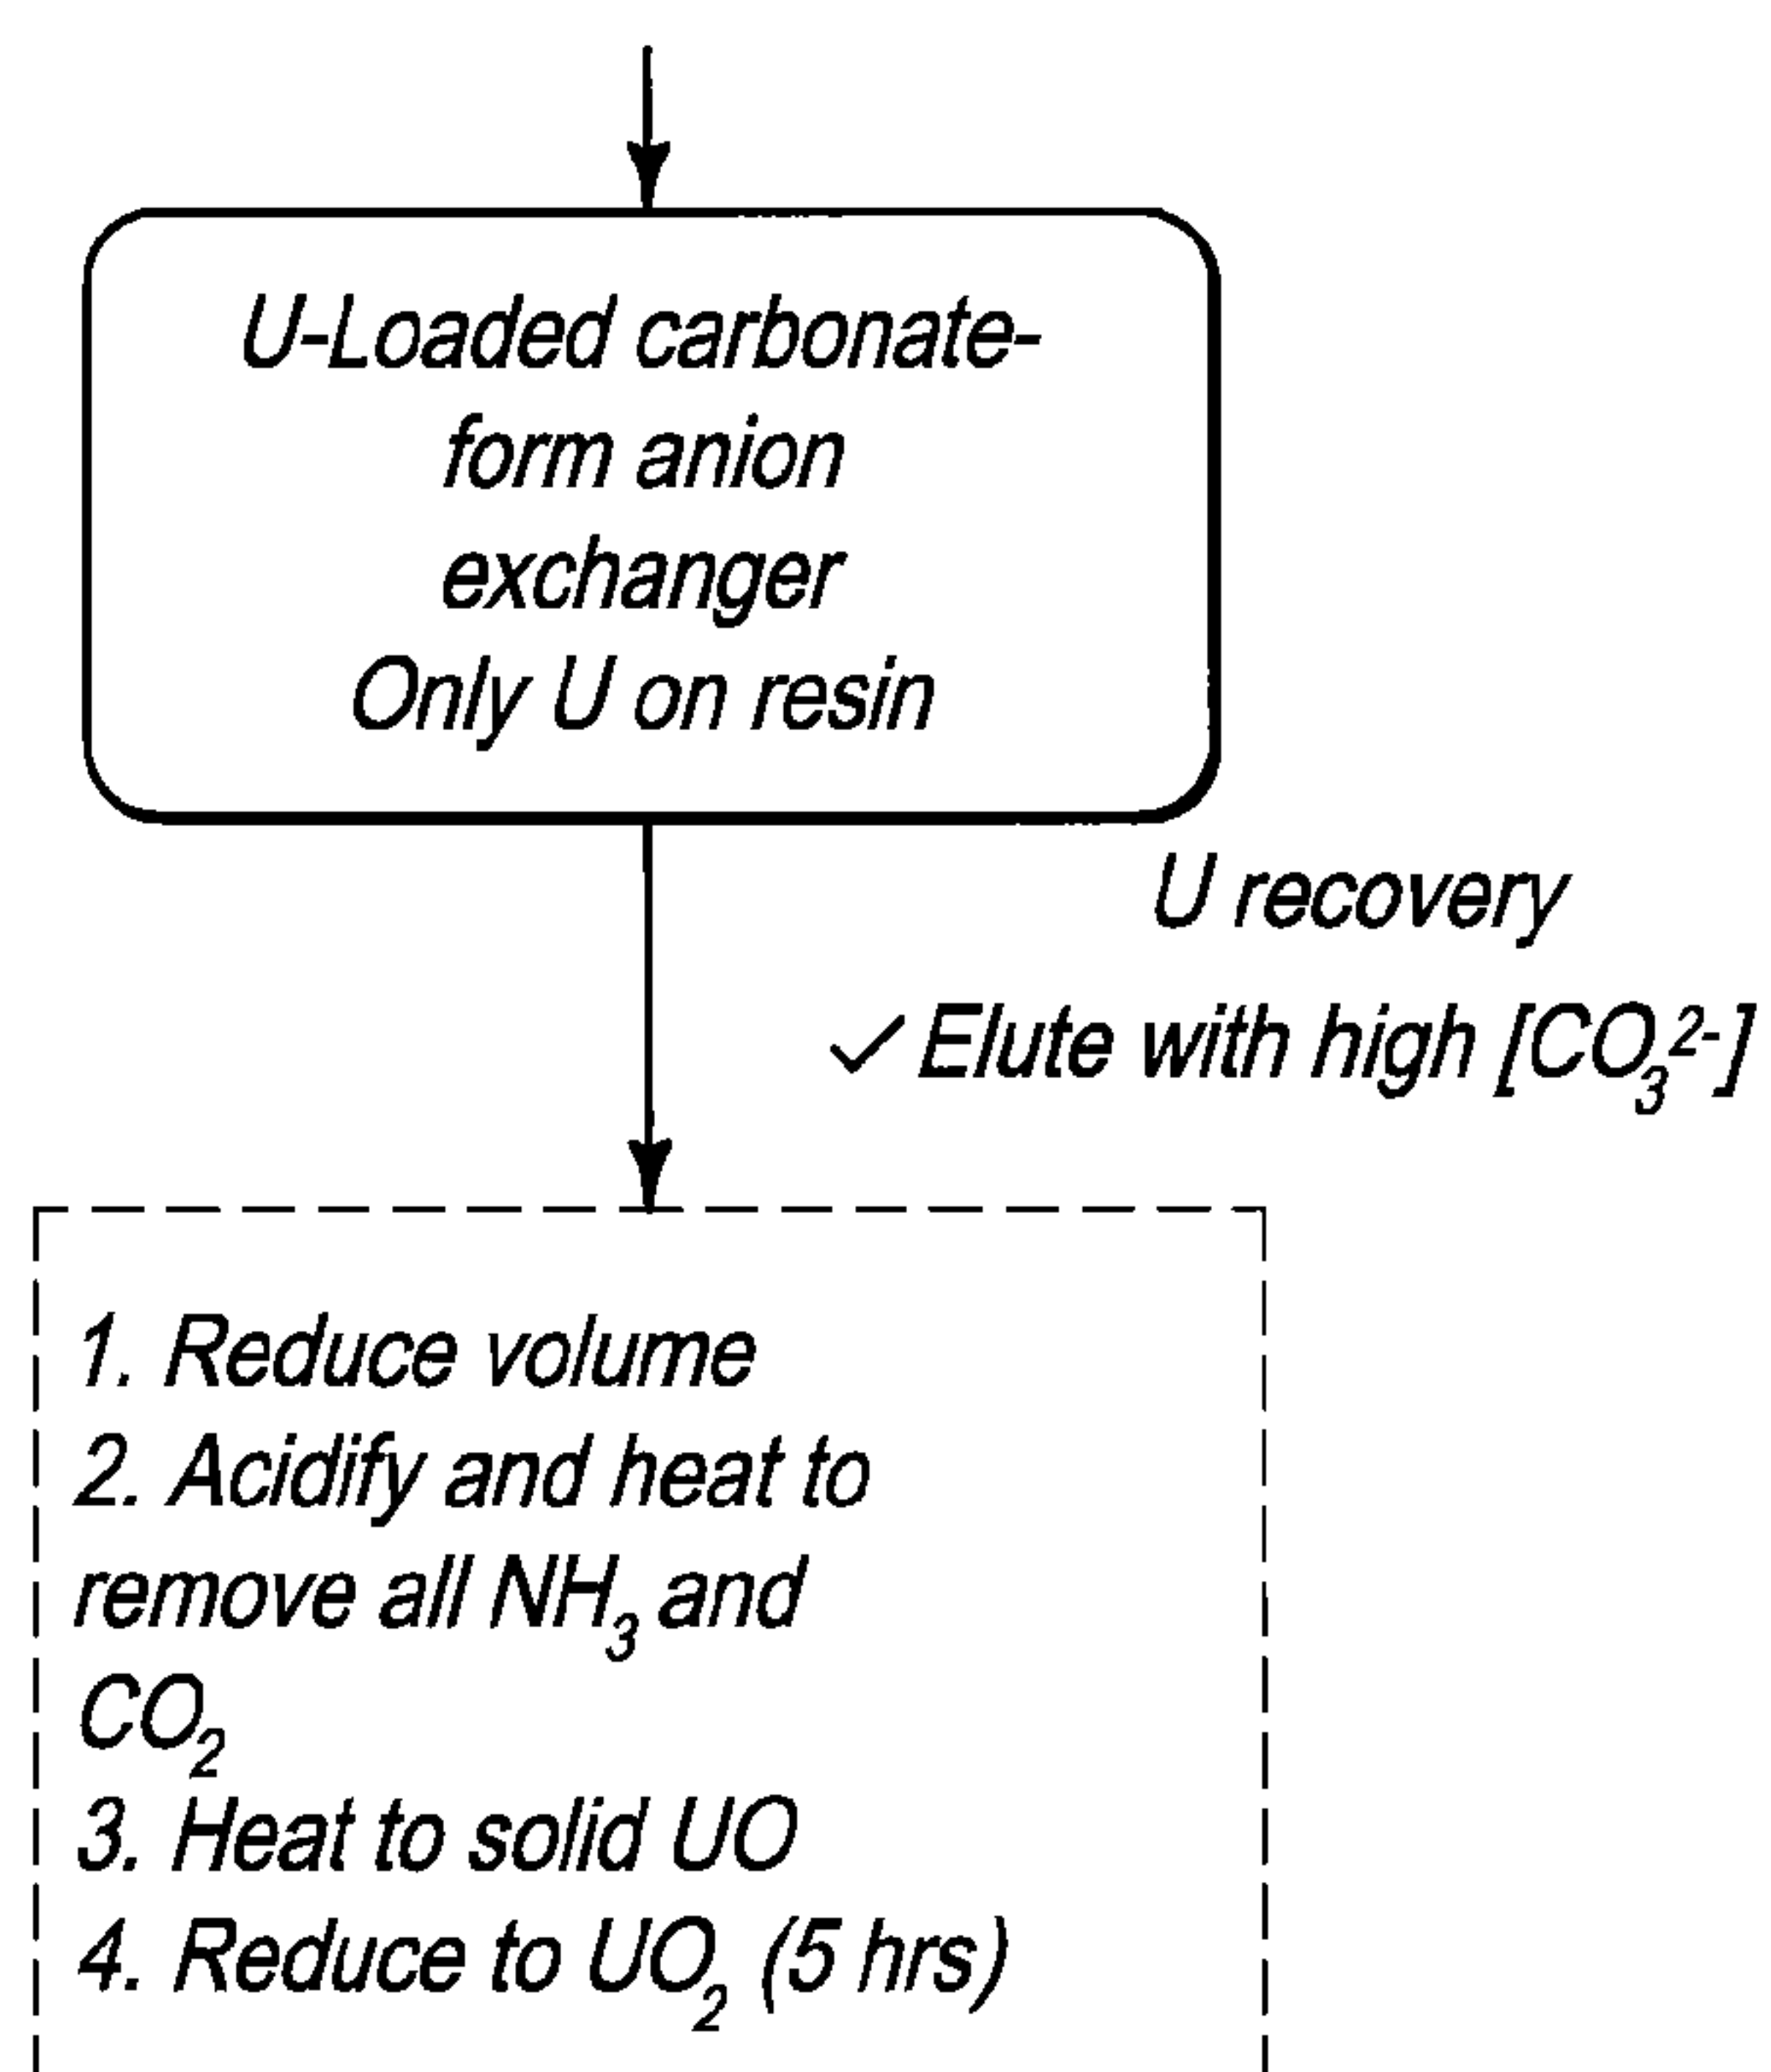 U-Loaded carbonate-
form anion
exchanger
Only U on resin
U recovery
✓ Elute with high [CO₃²⁻]
1. Reduce volume
2. Acidify and heat to
remove all NH₃ and
CO₂
3. Heat to solid UO
4. Reduce to UO₂ (5 hrs)